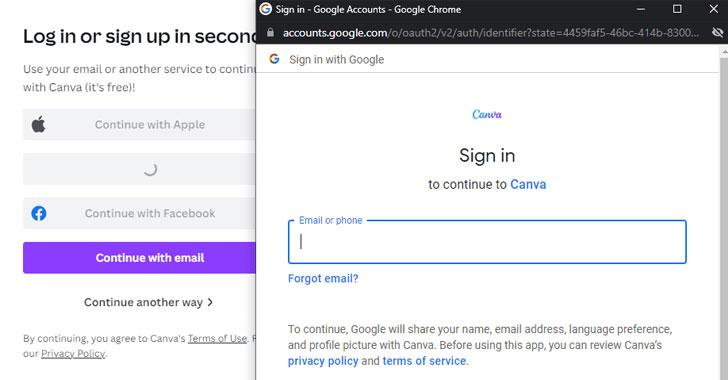 Log in or sign up in secon
Use your email or another service to contin
with Canva (it's free)!
Continue with Apple
Continue with Facebook
Continue with email
Continue another way
By continuing, you agree to Canva's Terms of Use.
our Privacy Policy.
Sign in - Google Accounts - Google Chrome
accounts.google.com/o/oauth2/v2/auth/identifier?state=4459faf5-46bc-414b-8300...
Sign in with Google
Canva
Sign in
to continue to Canva
Email or phone
Forgot email?
To continue, Google will share your name, email address, language preference,
and profile picture with Canva. Before using this app, you can review Canva's
privacy policy and terms of service.